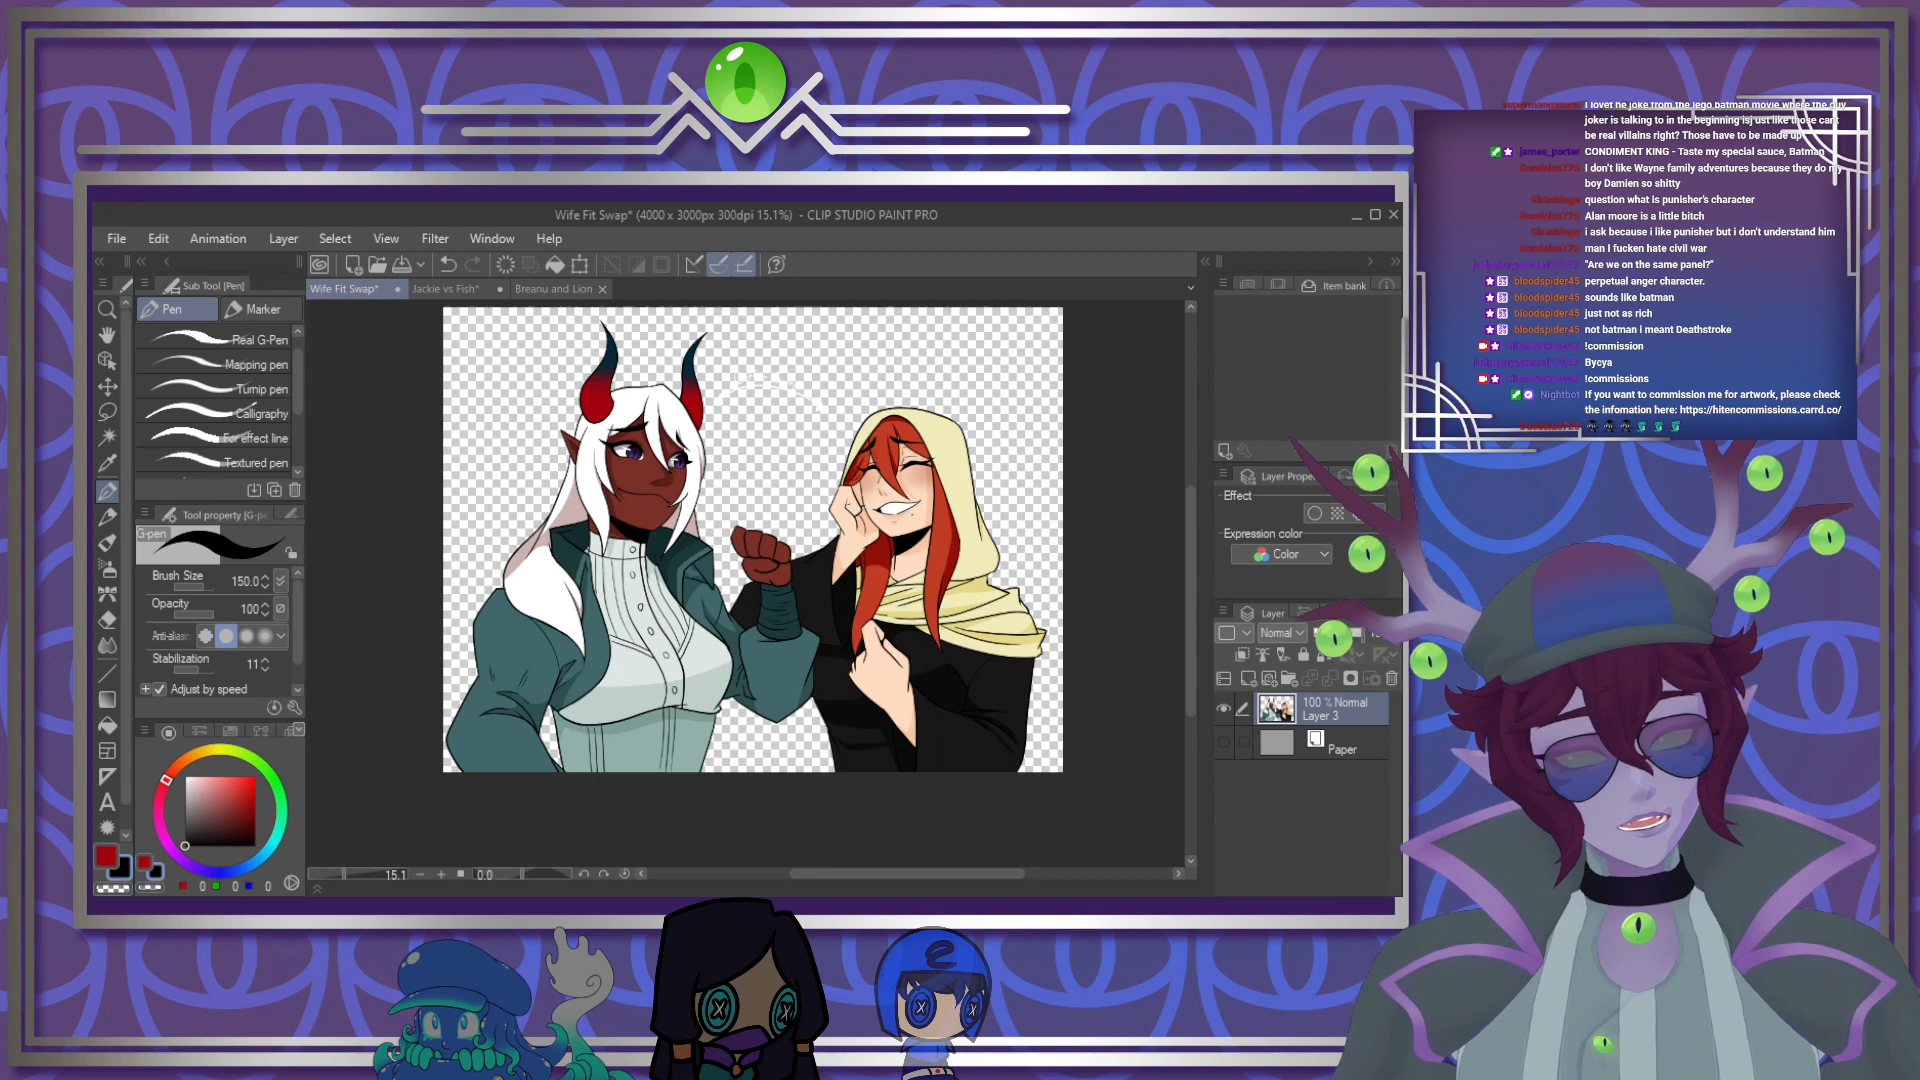 Wife Fit Swap* (4000 x 3000px 300dpi 15.1%) - CLIP STUDIO PAINT PRO
File Edit Animation Layer Select View Filter Window Help
Sub Tool [Pen]
Wife Fit Swap* Jackie vs Fish* Breanu and Lion
Pen Marker
Real G-Pen
Mapping pen
Turnip pen
Calligraphy
For effect line
Textured pen
Tool property [G-pe
G-pen
Brush Size 150.0
Opacity 100
Anti-aliasing
Stabilization 11
Adjust by speed
0 0 0
15.1 0.0
Item bank
Layer Prope
Effect
Expression color
Color
Layer
Normal
100 % Normal
Layer 3
Paper
I lovet he joke from the lego batman movie where the guy
joker is talking to in the beginning isj ust like those cant
be real villains right? Those have to be made up
james_porter CONDIMENT KING - Taste my special sauce, Batman
I don't like Wayne family adventures because they do my
boy Damien so shitty
question what is punisher's character
Alan moore is a little bitch
i ask because i like punisher but i don't understand him
man I fucken hate civil war
"Are we on the same panel?"
bloodspider45 perpetual anger character.
bloodspider45 sounds like batman
bloodspider45 just not as rich
bloodspider45 not batman i meant Deathstroke
!commission
Bycya
!commissions
Nightbot If you want to commission me for artwork, please check
the infomation here: https://hitencommissions.carrd.co/